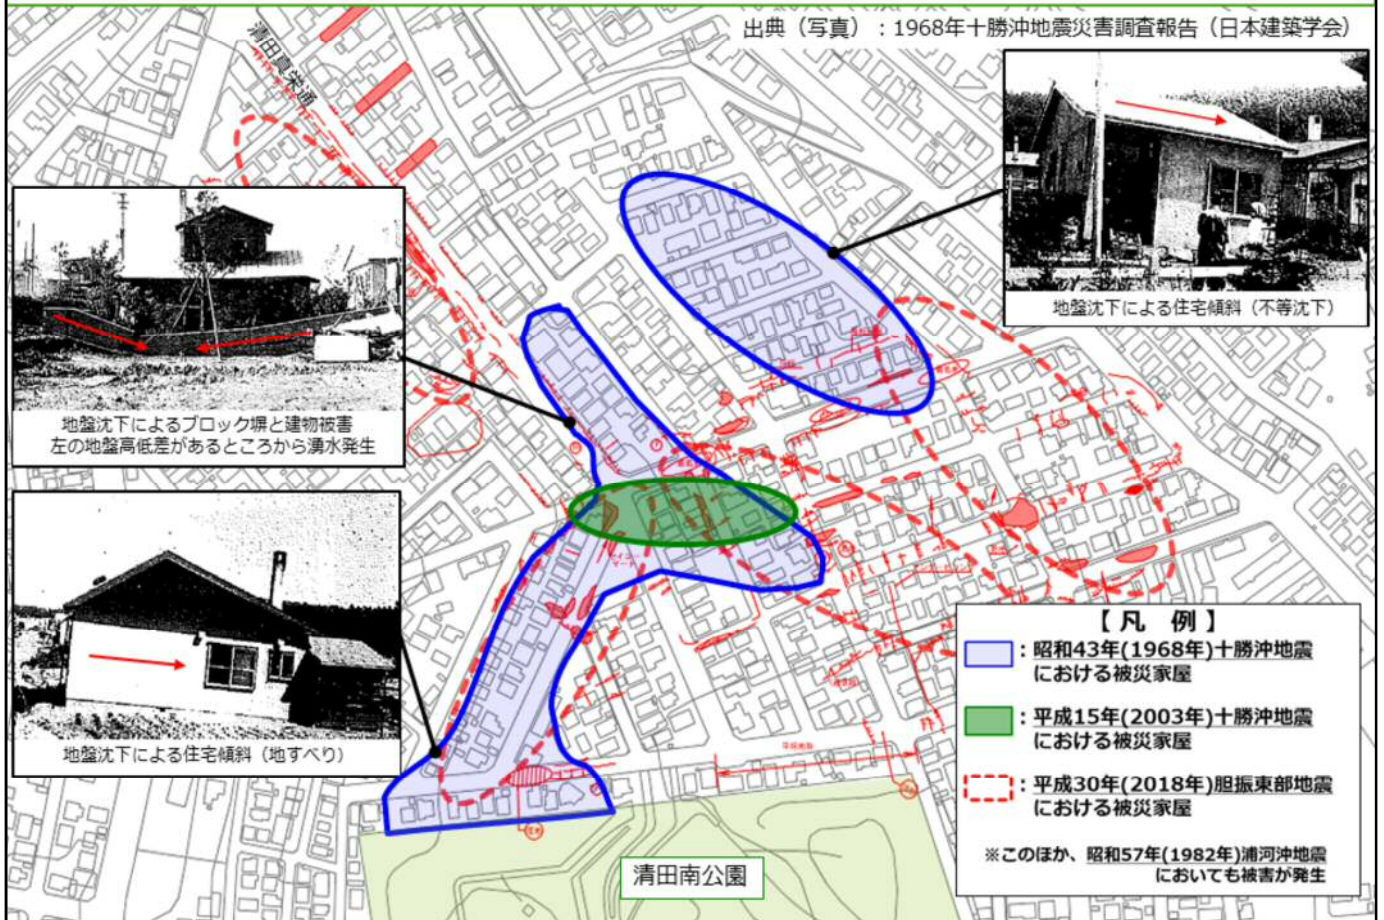 出典（写真）：1968年十勝沖地震災害調査報告（日本建築学会）
清田真栄通
地盤沈下による住宅傾斜（不等沈下）
地盤沈下によるブロック塀と建物被害
左の地盤高低差があるところから湧水発生
地盤沈下による住宅傾斜（地すべり）
【凡　例】
：昭和43年(1968年)十勝沖地震
における被災家屋
：平成15年(2003年)十勝沖地震
における被災家屋
：平成30年(2018年)胆振東部地震
における被災家屋
※このほか、昭和57年(1982年)浦河沖地震
においても被害が発生
清田南公園